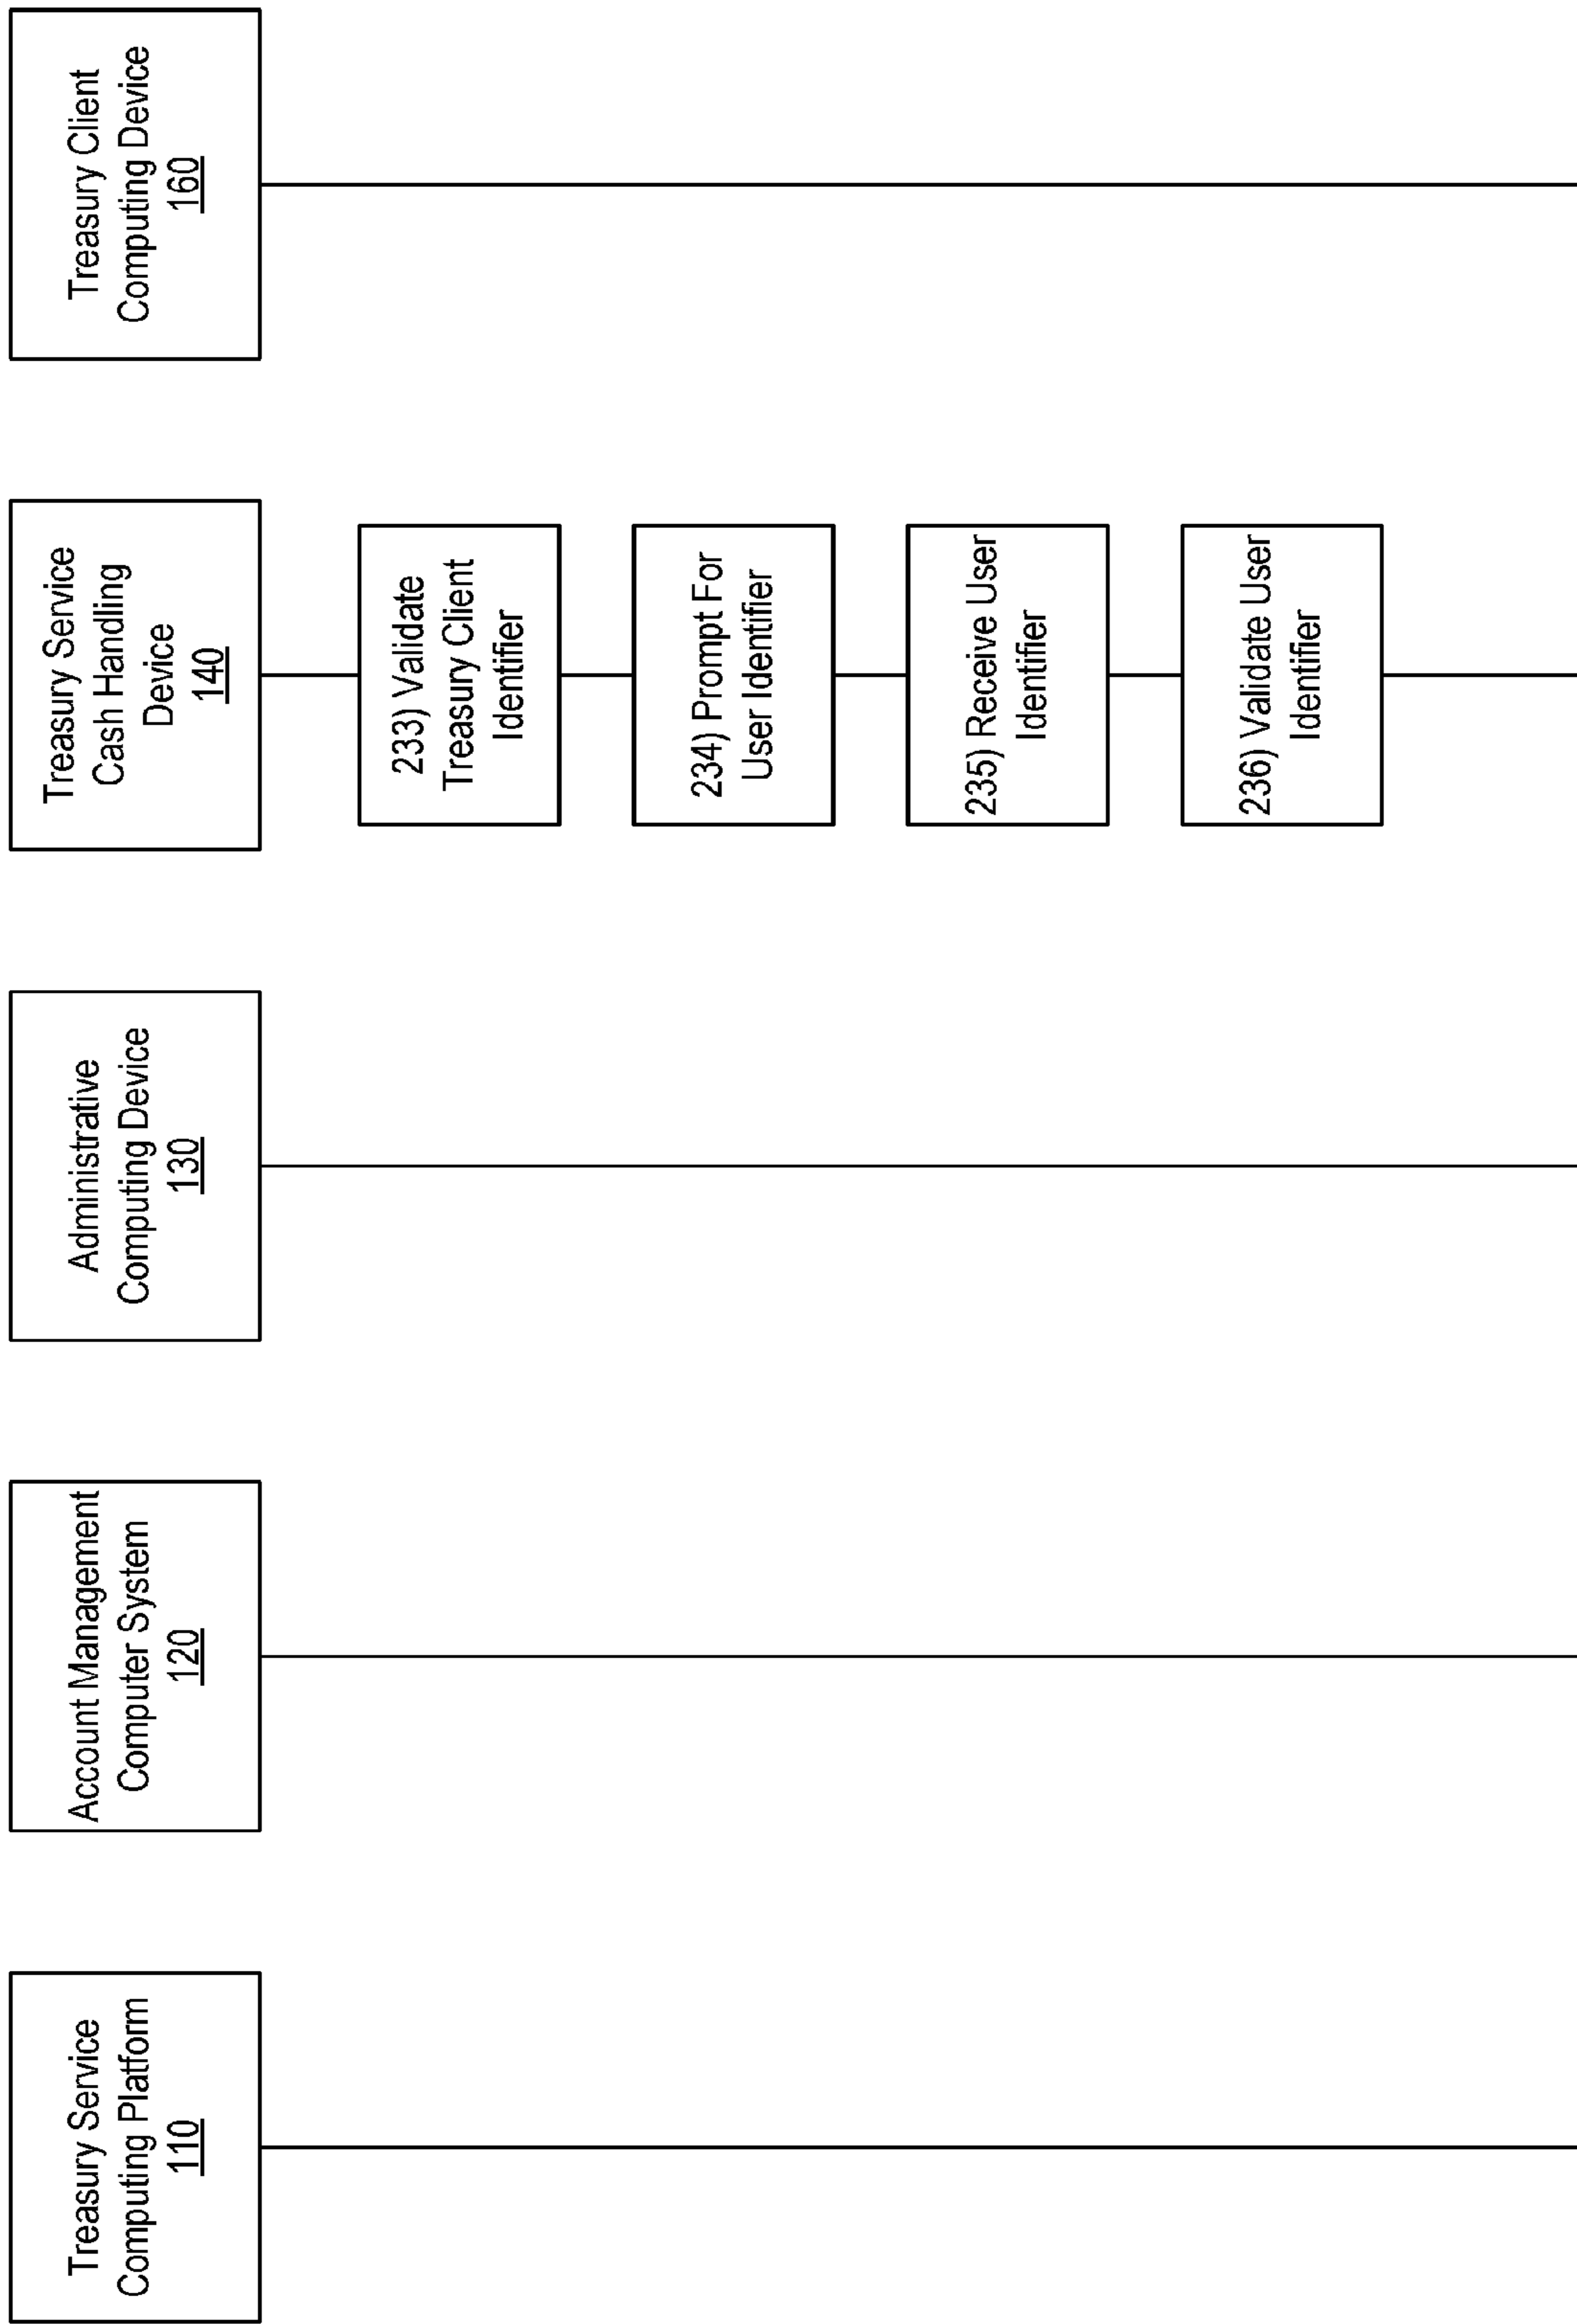 Treasury Service
Computing Platform
110
Account Management
Computer System
120
Administrative
Computing Device
130
Treasury Service
Cash Handling
Device
140
Treasury Client
Computing Device
160
233) Validate
Treasury Client
Identifier
234) Prompt For
User Identifier
235) Receive User
Identifier
236) Validate User
Identifier